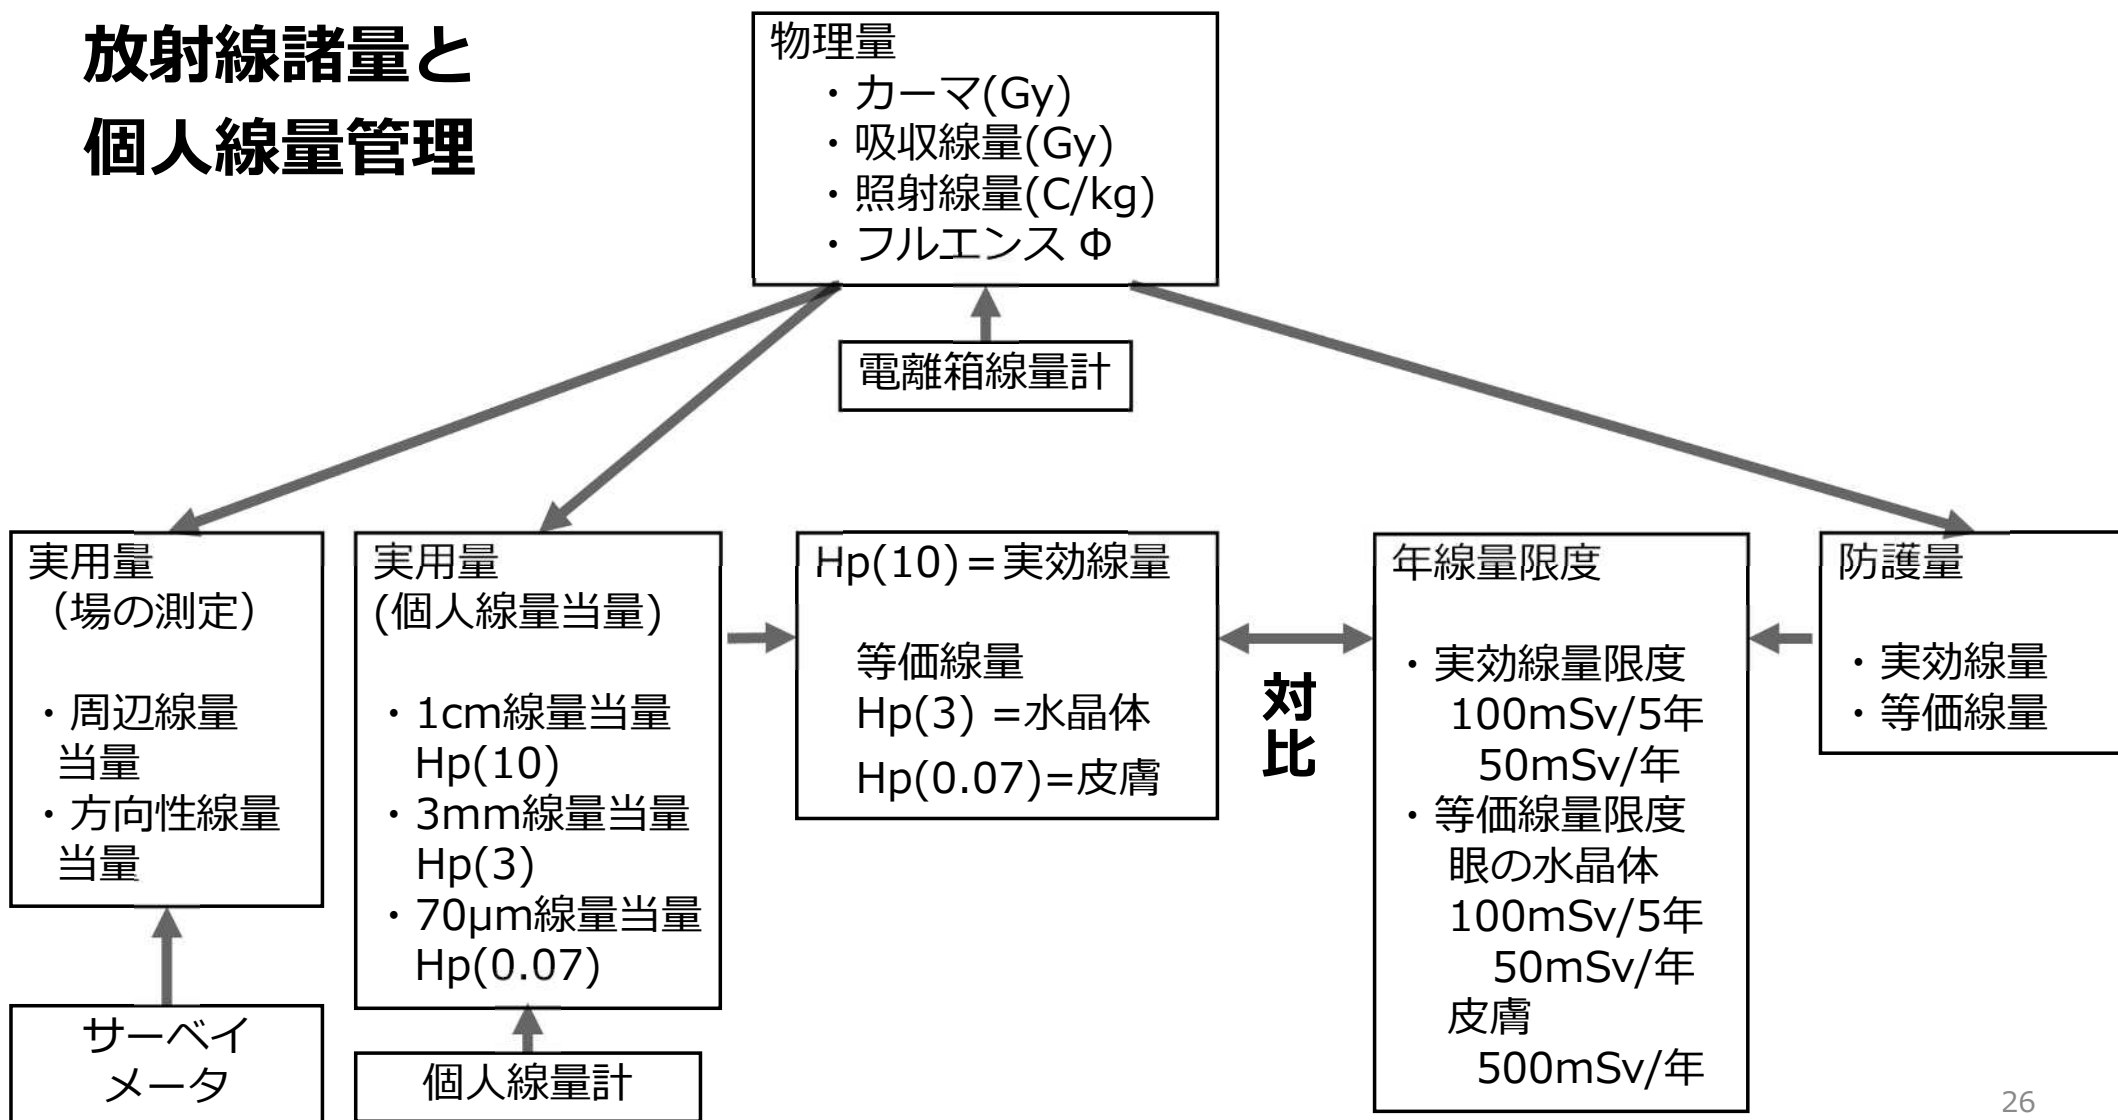 放射線諸量と
個人線量管理
物理量
・カーマ(Gy)
・吸収線量(Gy)
・照射線量(C/kg)
・フルエンス Φ
電離箱線量計
実用量
（場の測定）
・周辺線量
当量
・方向性線量
当量
サーベイ
メータ
実用量
(個人線量当量)
・1cm線量当量
Hp(10)
・3mm線量当量
Hp(3)
・70μm線量当量
Hp(0.07)
個人線量計
Hp(10)＝実効線量
等価線量
Hp(3) =水晶体
Hp(0.07)=皮膚
対
比
年線量限度
・実効線量限度
100mSv/5年
50mSv/年
・等価線量限度
眼の水晶体
100mSv/5年
50mSv/年
皮膚
500mSv/年
防護量
・実効線量
・等価線量
26